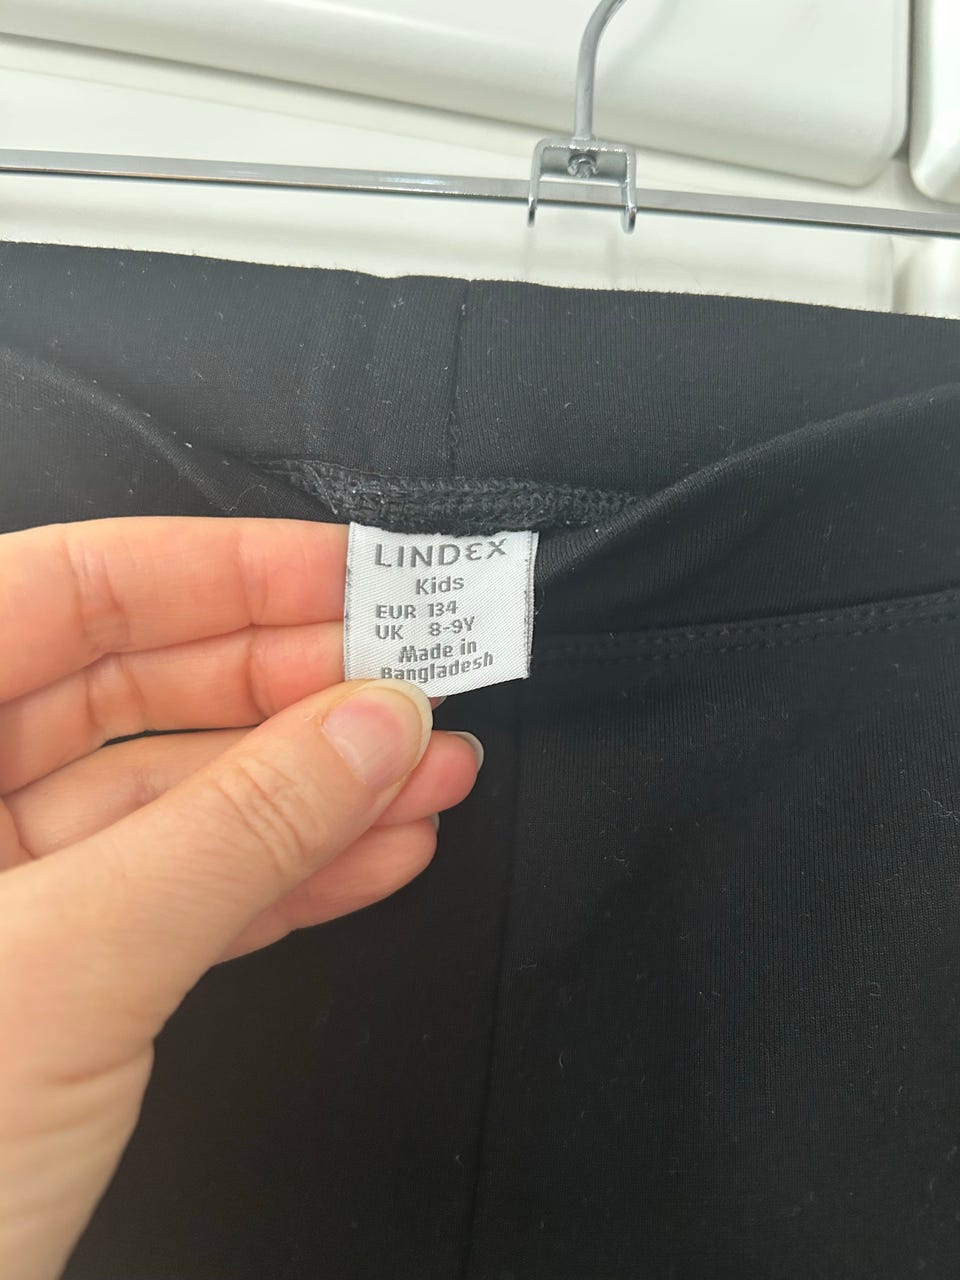 LINDEX
Kids
EUR 134
UK 8-9Y
Made in
Bangladesh